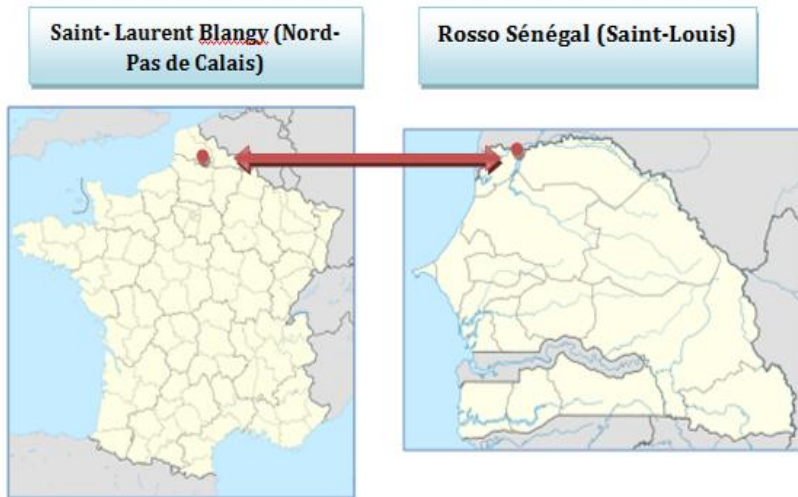 Saint- Laurent Blangy (Nord-
Pas de Calais)
Rosso Sénégal (Saint-Louis)